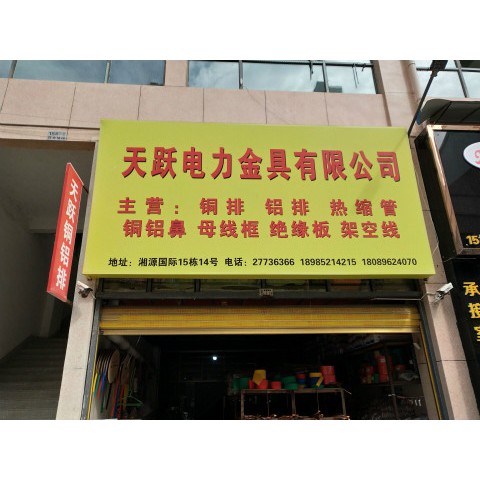 天跃电力金具有限公司
主营：铜排 铝排 热缩管
铜铝鼻 母线框 绝缘板 架空线
地址：湘源国际15栋14号 电话：27736366 18985214215 18089624070
天跃铜铝排